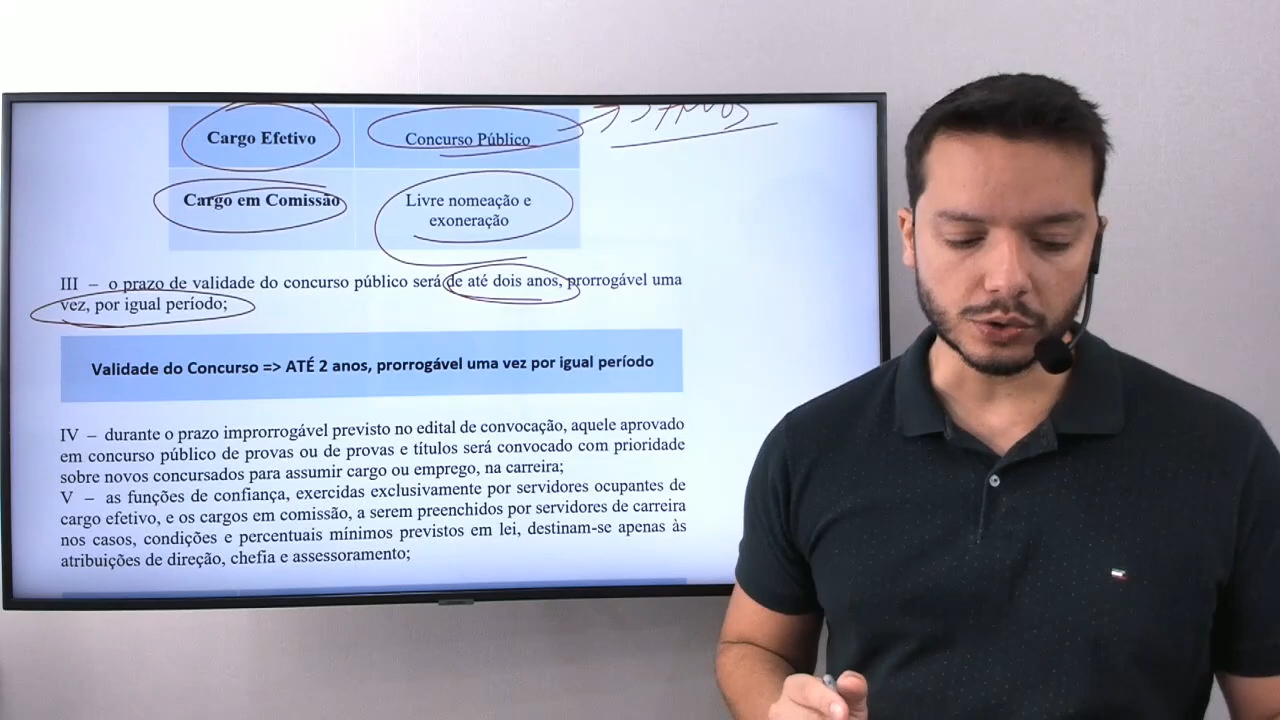 Cargo Efetivo
Concurso Público
Cargo em Comissão
Livre nomeação e
exoneração
III – o prazo de validade do concurso público será de até dois anos, prorrogável uma
vez, por igual período;
Validade do Concurso => ATÉ 2 anos, prorrogável uma vez por igual período
IV – durante o prazo improrrogável previsto no edital de convocação, aquele aprovado
em concurso público de provas ou de provas e títulos será convocado com prioridade
sobre novos concursados para assumir cargo ou emprego, na carreira;
V – as funções de confiança, exercidas exclusivamente por servidores ocupantes de
cargo efetivo, e os cargos em comissão, a serem preenchidos por servidores de carreira
nos casos, condições e percentuais mínimos previstos em lei, destinam-se apenas às
atribuições de direção, chefia e assessoramento;